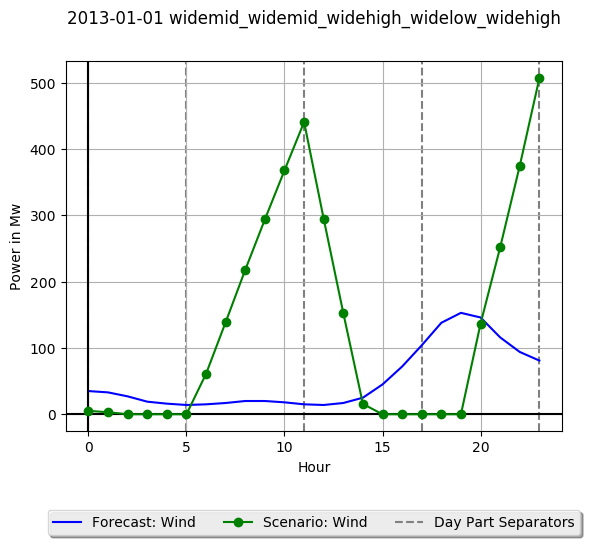 2013-01-01 widemid_widemid_widehigh_widelow_widehigh
Power in Mw
500
400
300
200
100
0
0 5 10 15 20
Hour
Forecast: Wind Scenario: Wind Day Part Separators